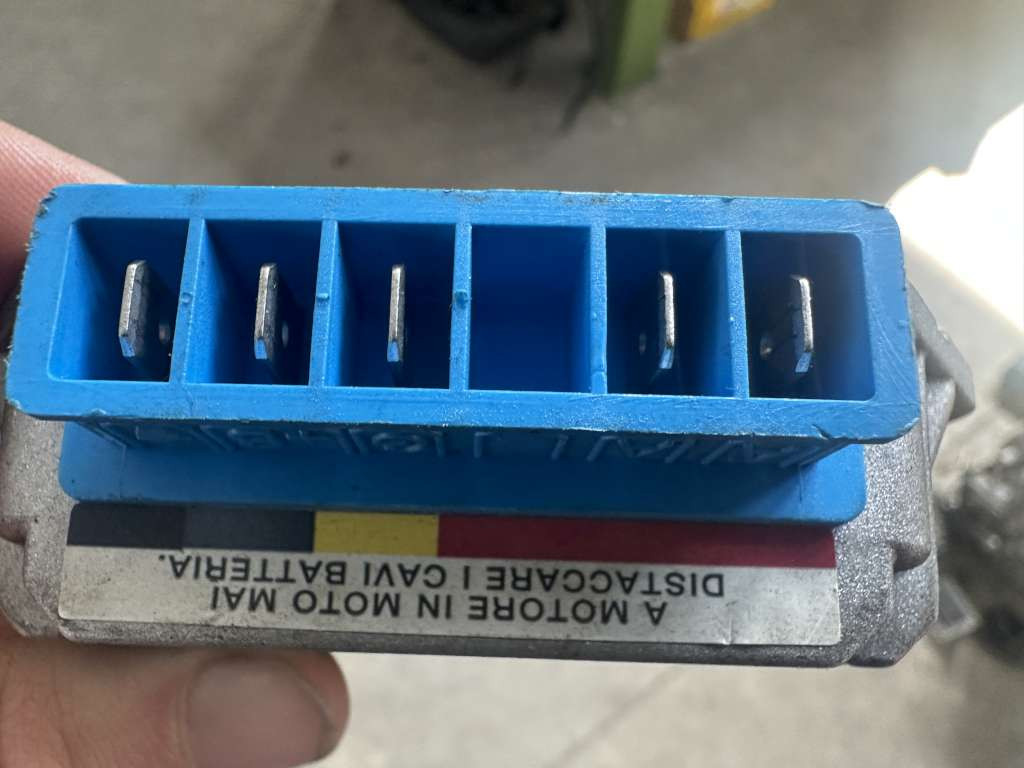 A MOTORE IN MOTO MAI
DISTACCARE I CAVI BATTERIA.